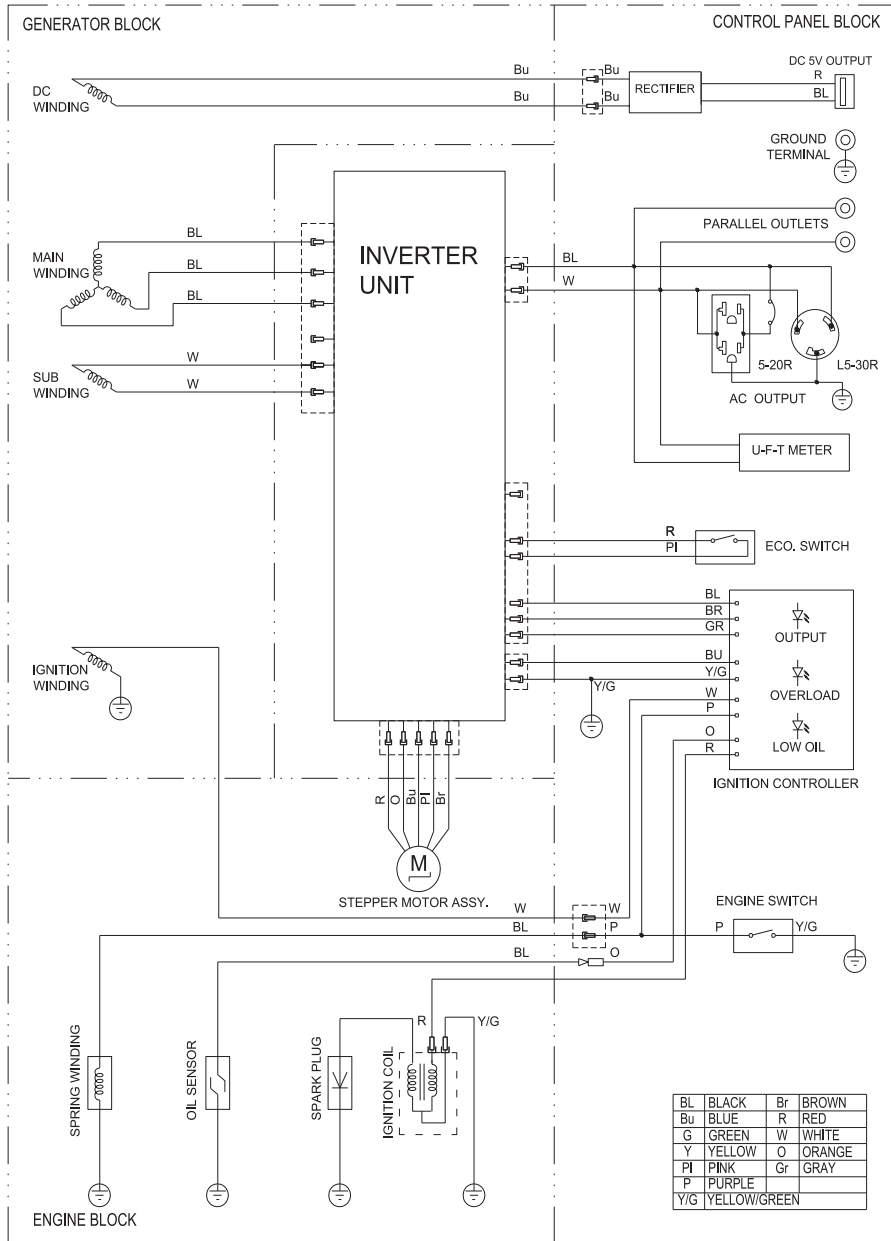 GENERATOR BLOCK
CONTROL PANEL BLOCK
DC WINDING
Bu
Bu
Bu
Bu
RECTIFIER
DC 5V OUTPUT
R
BL
GROUND TERMINAL
PARALLEL OUTLETS
MAIN WINDING
BL
BL
BL
SUB WINDING
W
W
INVERTER UNIT
BL
W
5-20R
L5-30R
AC OUTPUT
U-F-T METER
R
PI
ECO. SWITCH
BL
BR
GR
BU
Y/G
Y/G
W
P
O
R
OUTPUT
OVERLOAD
LOW OIL
IGNITION CONTROLLER
IGNITION WINDING
R
O
Bu
PI
Br
M
STEPPER MOTOR ASSY.
W
W
BL
P
BL
O
ENGINE SWITCH
P
Y/G
SPRING WINDING
OIL SENSOR
SPARK PLUG
IGNITION COIL
R
Y/G
ENGINE BLOCK
BL BLACK Br BROWN
Bu BLUE R RED
G GREEN W WHITE
Y YELLOW O ORANGE
PI PINK Gr GRAY
P PURPLE
Y/G YELLOW/GREEN